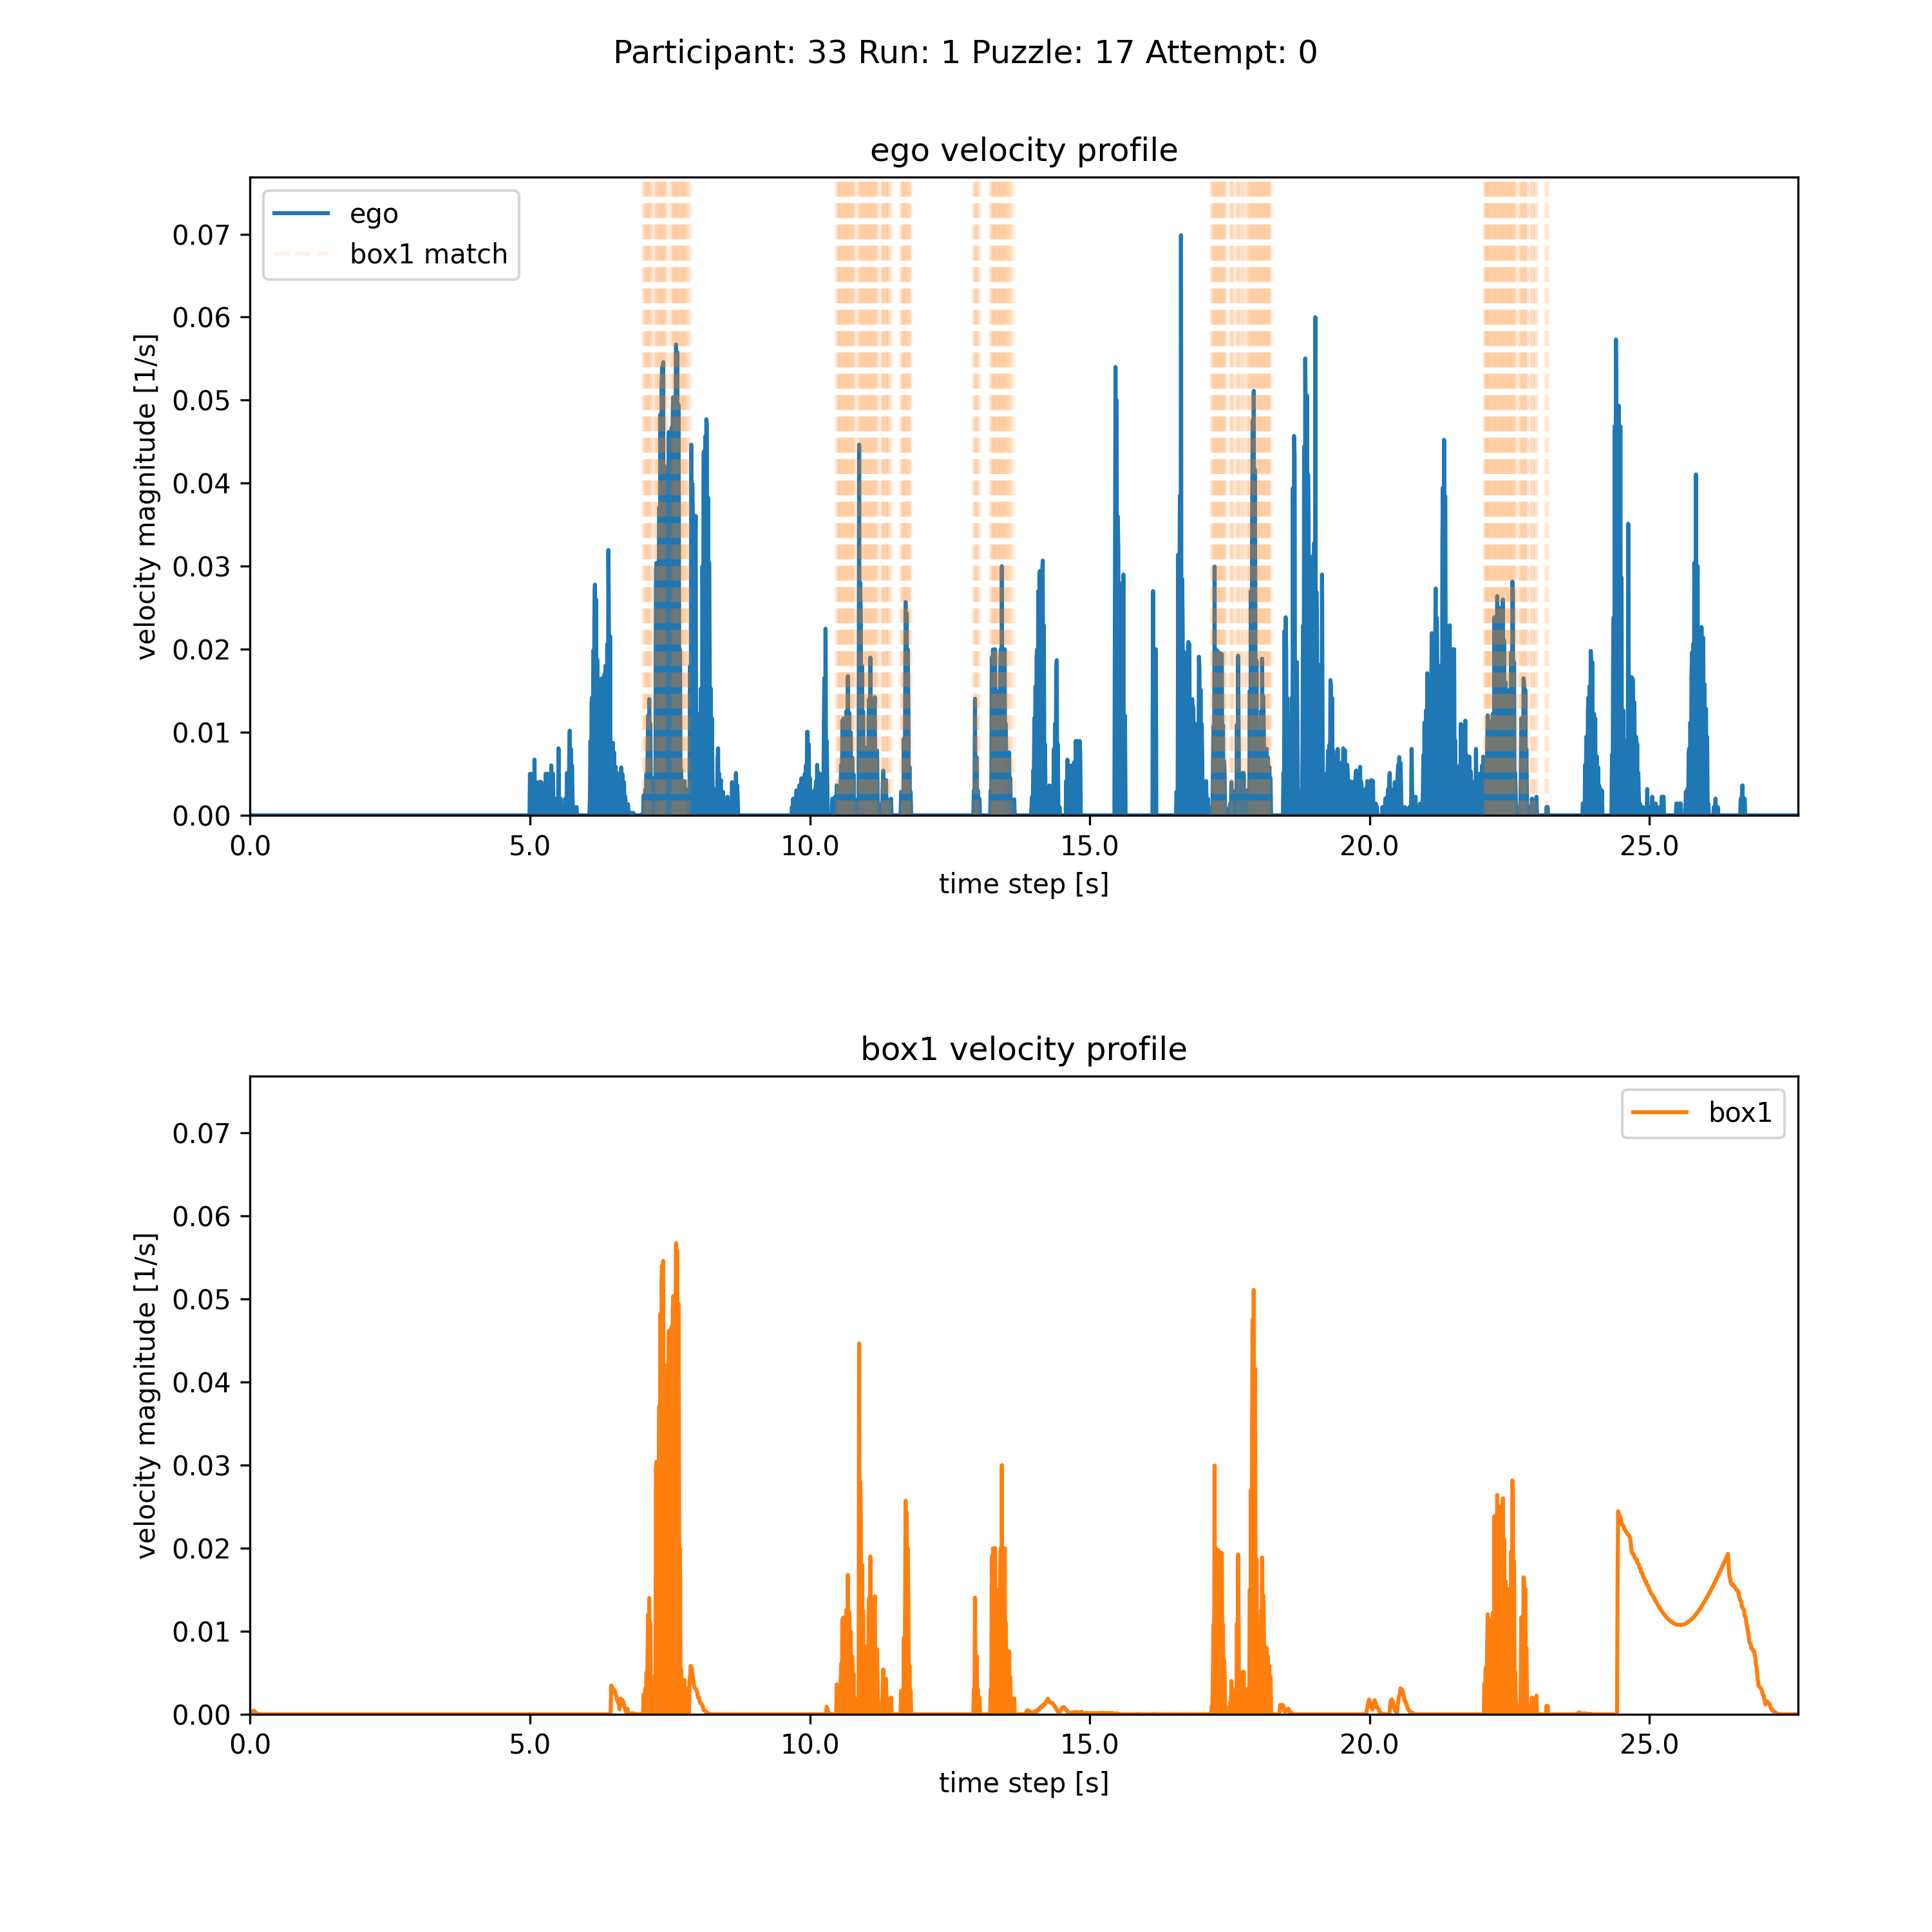 Participant: 33 Run: 1 Puzzle: 17 Attempt: 0
ego velocity profile
ego
box1 match
velocity magnitude [1/s]
0.07
0.06
0.05
0.04
0.03
0.02
0.01
0.00
0.0 5.0 10.0 15.0 20.0 25.0
time step [s]
box1 velocity profile
box1
velocity magnitude [1/s]
0.07
0.06
0.05
0.04
0.03
0.02
0.01
0.00
0.0 5.0 10.0 15.0 20.0 25.0
time step [s]